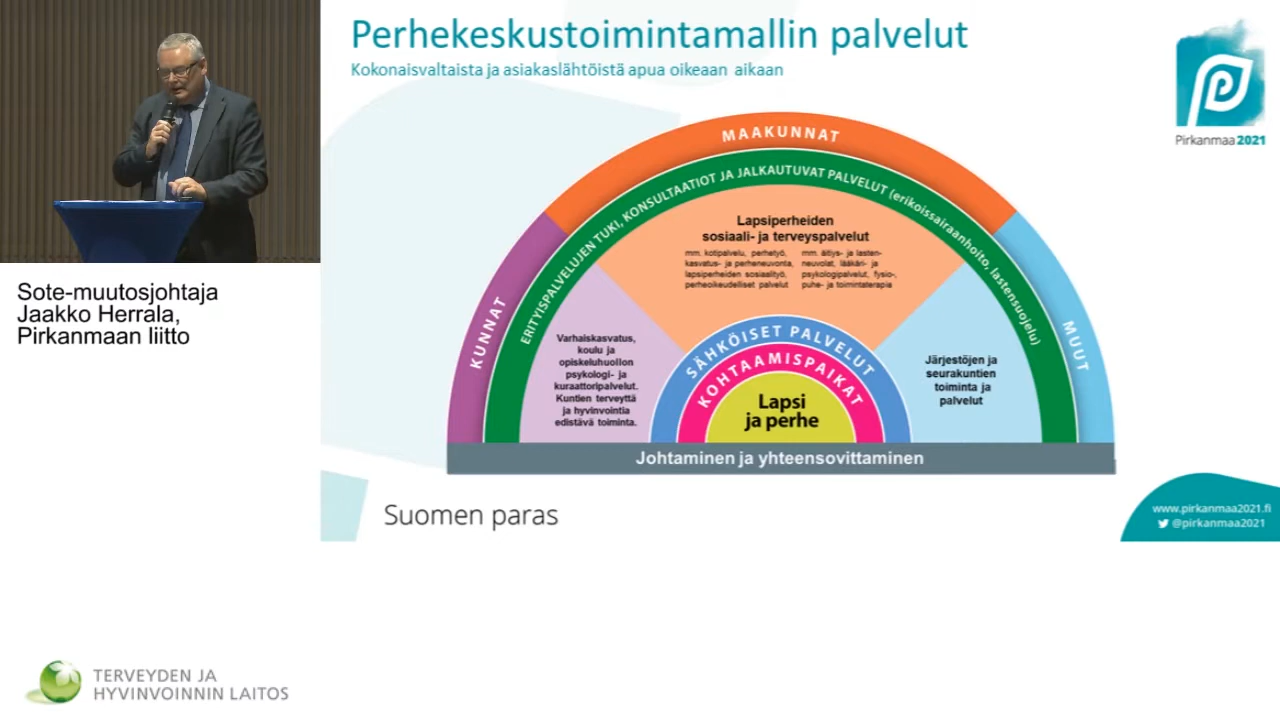 Perhekeskustoimintamallin palvelut
Kokonaisvaltaista ja asiakaslähtöistä apua oikeaan aikaan
Pirkanmaa2021
Sote-muutosjohtaja
Jaakko Herrala,
Pirkanmaan liitto
MAAKUNNAT
KUNNAT
MUUT
ERITYISPALVELUJEN TUKI, KONSULTAATIOT JA JALKAUTUVAT PALVELUT (erikoissairaanhoito, lastensuojelu)
Lapsiperheiden
sosiaali- ja terveyspalvelut
mm. kotipalvelu, perhetyö,
kasvatus- ja perheneuvonta,
lapsiperheiden sosiaalityö,
perheoikeudelliset palvelut
mm. äitiys- ja lasten-
neuvolat, lääkäri- ja
psykologipalvelut, fysio-,
puhe- ja toimintaterapia
Varhaiskasvatus,
koulu ja
opiskeluhuollon
psykologi- ja
kuraattoripalvelut.
Kuntien terveyttä
ja hyvinvointia
edistävä toiminta.
Järjestöjen ja
seurakuntien
toiminta ja
palvelut
SÄHKÖISET PALVELUT
KOHTAAMISPAIKAT
Lapsi
ja perhe
Johtaminen ja yhteensovittaminen
Suomen paras
www.pirkanmaa2021.fi
@pirkanmaa2021
TERVEYDEN JA
HYVINVOINNIN LAITOS